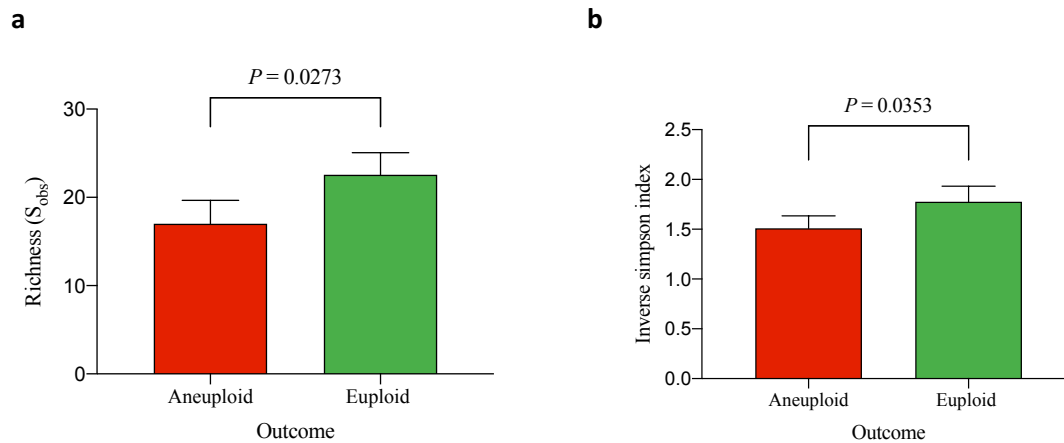 a
P = 0.0273
30
20
10
0
Richness (Sobs)
Aneuploid
Euploid
Outcome
b
P = 0.0353
2.5
2.0
1.5
1.0
0.5
0.0
Inverse simpson index
Aneuploid
Euploid
Outcome